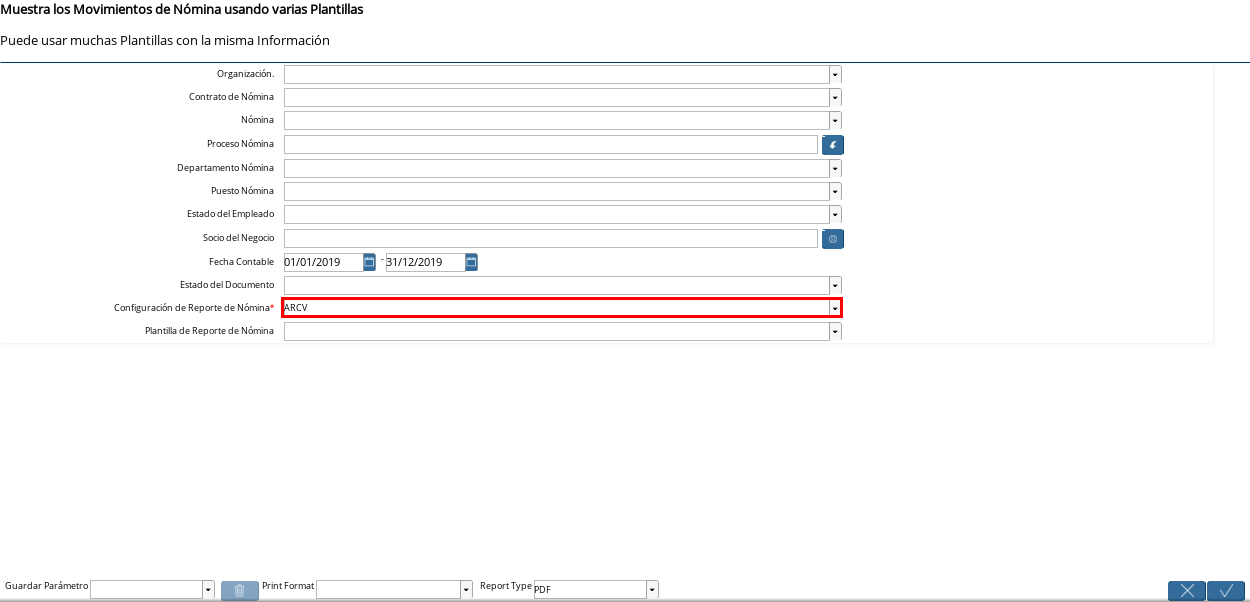 Muestra los Movimientos de Nómina usando varias Plantillas
Puede usar muchas Plantillas con la misma Información
Organización.
Contrato de Nómina
Nómina
Proceso Nómina
Departamento Nómina
Puesto Nómina
Estado del Empleado
Socio del Negocio
Fecha Contable 01/01/2019 - 31/12/2019
Estado del Documento
Configuración de Reporte de Nómina* ARCV
Plantilla de Reporte de Nómina
Guardar Parámetro Print Format Report Type PDF